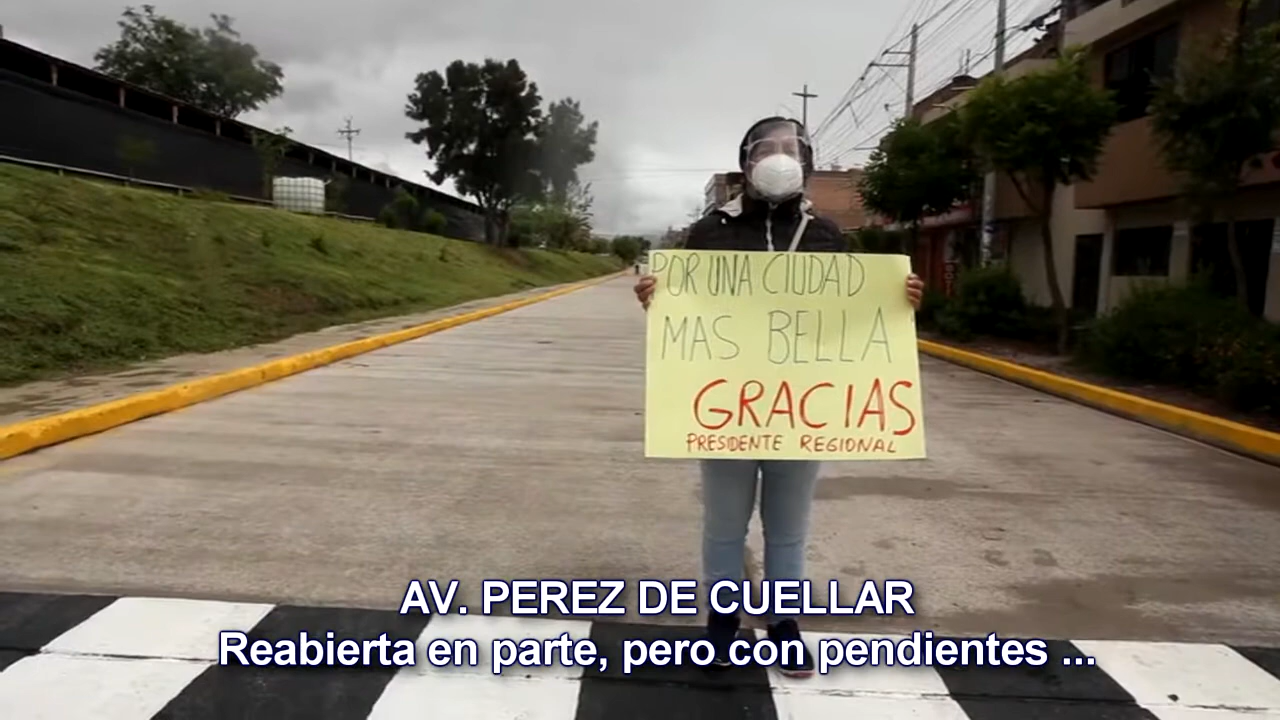 POR UNA CIUDAD
MAS BELLA
GRACIAS
PRESIDENTE REGIONAL
AV. PEREZ DE CUELLAR
Reabierta en parte, pero con pendientes ...